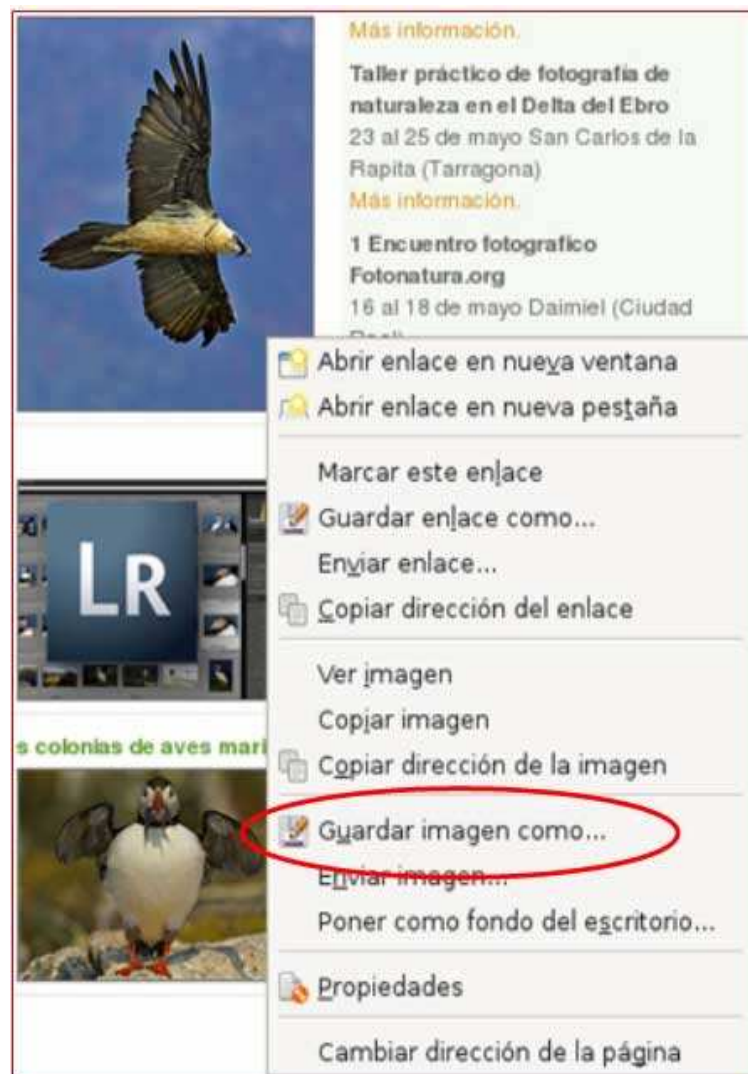 Más información.
Taller práctico de fotografía de
naturaleza en el Delta del Ebro
23 al 25 de mayo San Carlos de la
Rapita (Tarragona)
Más información.
1 Encuentro fotografico
Fotonatura.org
16 al 18 de mayo Daimiel (Ciudad
Abrir enlace en nueva ventana
Abrir enlace en nueva pestaña
Marcar este enlace
Guardar enlace como...
Enviar enlace...
Copiar dirección del enlace
LR
Ver imagen
Copiar imagen
s colonias de aves mari
Copiar dirección de la imagen
Guardar imagen como...
Enviar imagen...
Poner como fondo del escritorio...
Propiedades
Cambiar dirección de la página